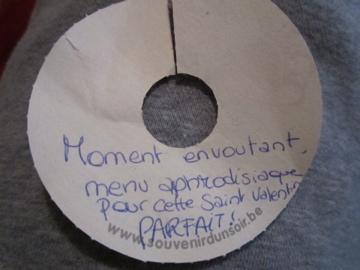 Moment envoutant.
menu aphrodisiaque
pour cette Saint Valentin
PARFAIT!
www.souvenirdunsoir.be